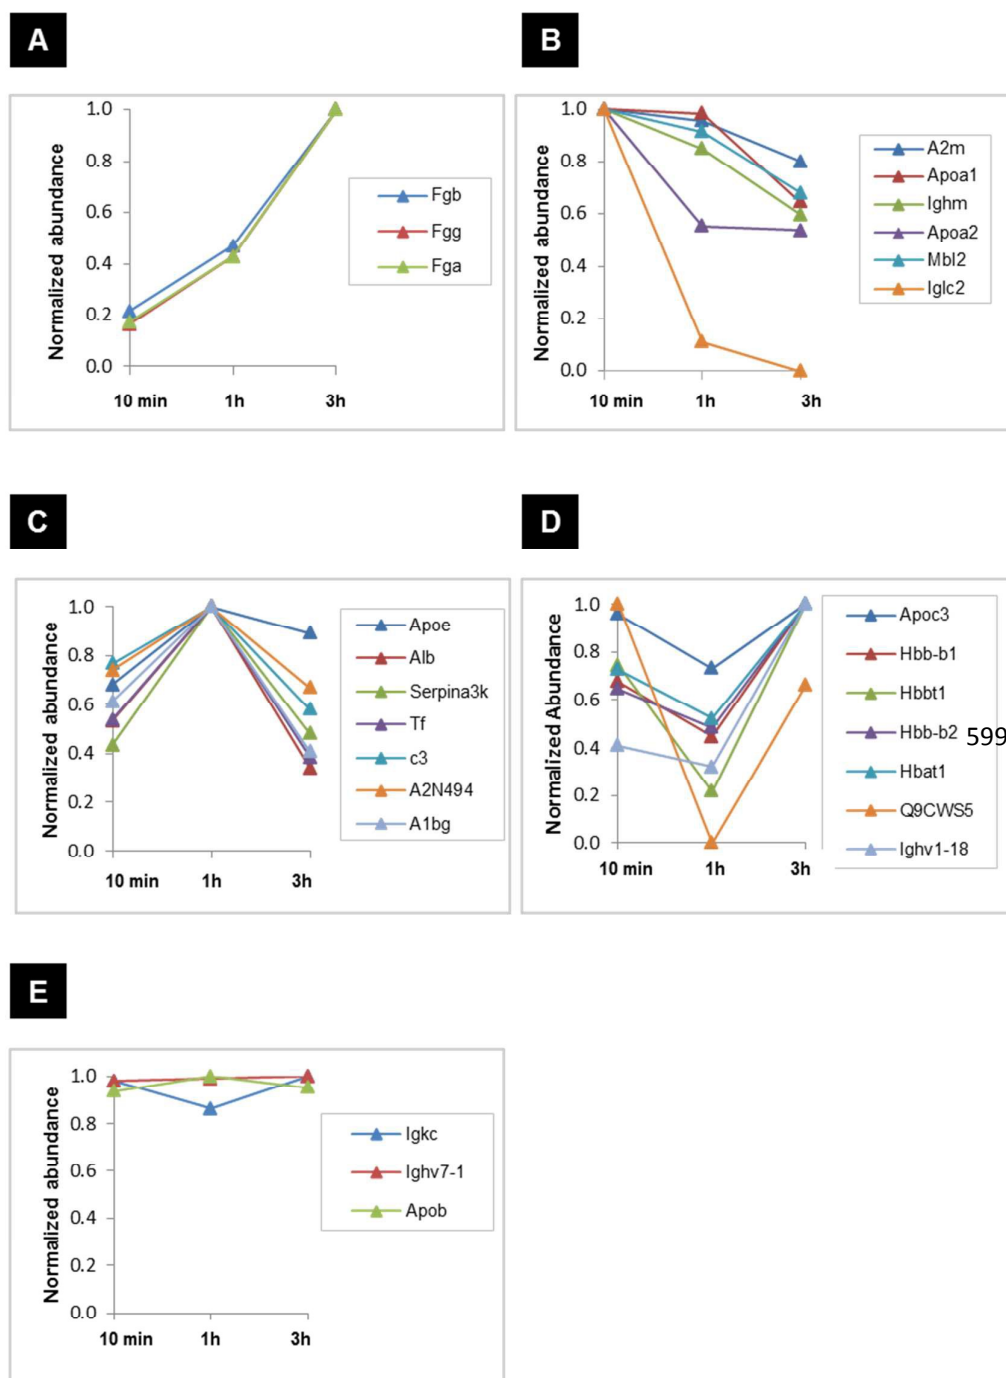 A
B
1.0
0.8
0.6
0.4
0.2
0.0
Normalized abundance
10 min 1h 3h
Fgb
Fgg
Fga
1.0
0.8
0.6
0.4
0.2
0.0
Normalized abundance
10 min 1h 3h
A2m
Apoa1
Ighm
Apoa2
Mbl2
Iglc2
C
D
1.0
0.8
0.6
0.4
0.2
0.0
Normalized abundance
10 min 1h 3h
Apoe
Alb
Serpina3k
Tf
c3
A2N494
A1bg
1.0
0.8
0.6
0.4
0.2
0.0
Normalized Abundance
10 min 1h 3h
Apoc3
Hbb-b1
Hbbt1
Hbb-b2
Hbat1
Q9CWS5
Ighv1-18
599
E
1.0
0.8
0.6
0.4
0.2
0.0
Normalized abundance
10 min 1h 3h
Igkc
Ighv7-1
Apob